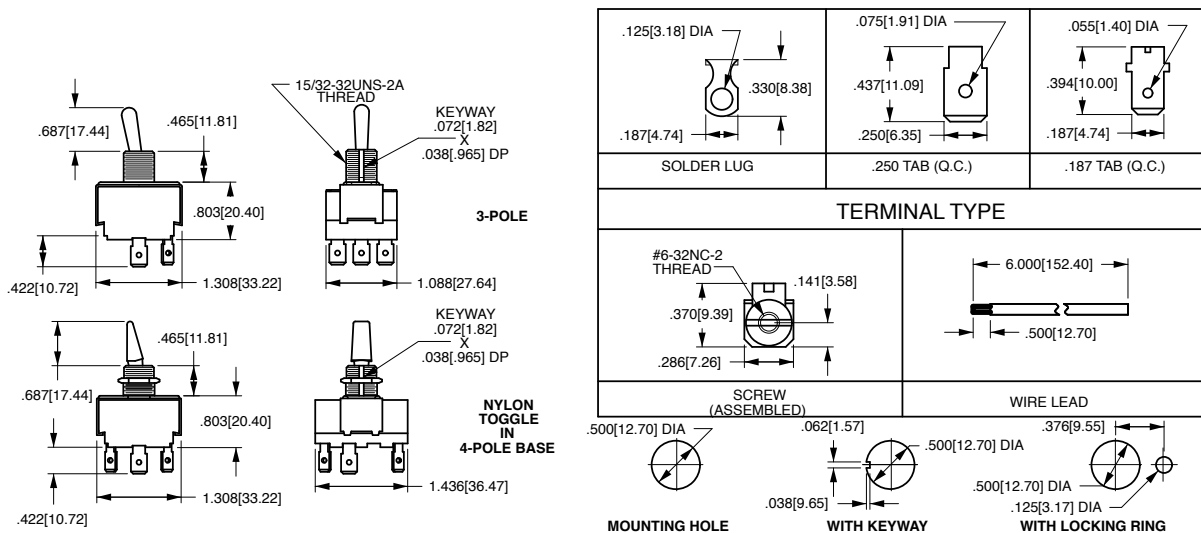 15/32-32UNS-2A
THREAD
.687[17.44]
.465[11.81]
KEYWAY
.072[1.82]
X
.038[.965] DP
3-POLE
.803[20.40]
.422[10.72]
1.308[33.22]
1.088[27.64]
.465[11.81]
KEYWAY
.072[1.82]
X
.038[.965] DP
.687[17.44]
.803[20.40]
NYLON
TOGGLE
IN
4-POLE BASE
1.308[33.22]
1.436[36.47]
.422[10.72]
.125[3.18] DIA
.330[8.38]
.187[4.74]
SOLDER LUG
.075[1.91] DIA
.437[11.09]
.250[6.35]
.250 TAB (Q.C.)
.055[1.40] DIA
.394[10.00]
.187[4.74]
.187 TAB (Q.C.)
TERMINAL TYPE
#6-32NC-2
THREAD
.141[3.58]
.370[9.39]
.286[7.26]
SCREW
(ASSEMBLED)
6.000[152.40]
.500[12.70]
WIRE LEAD
.500[12.70] DIA
MOUNTING HOLE
.062[1.57]
.500[12.70] DIA
.038[9.65]
WITH KEYWAY
.376[9.55]
.500[12.70] DIA
.125[3.17] DIA
WITH LOCKING RING